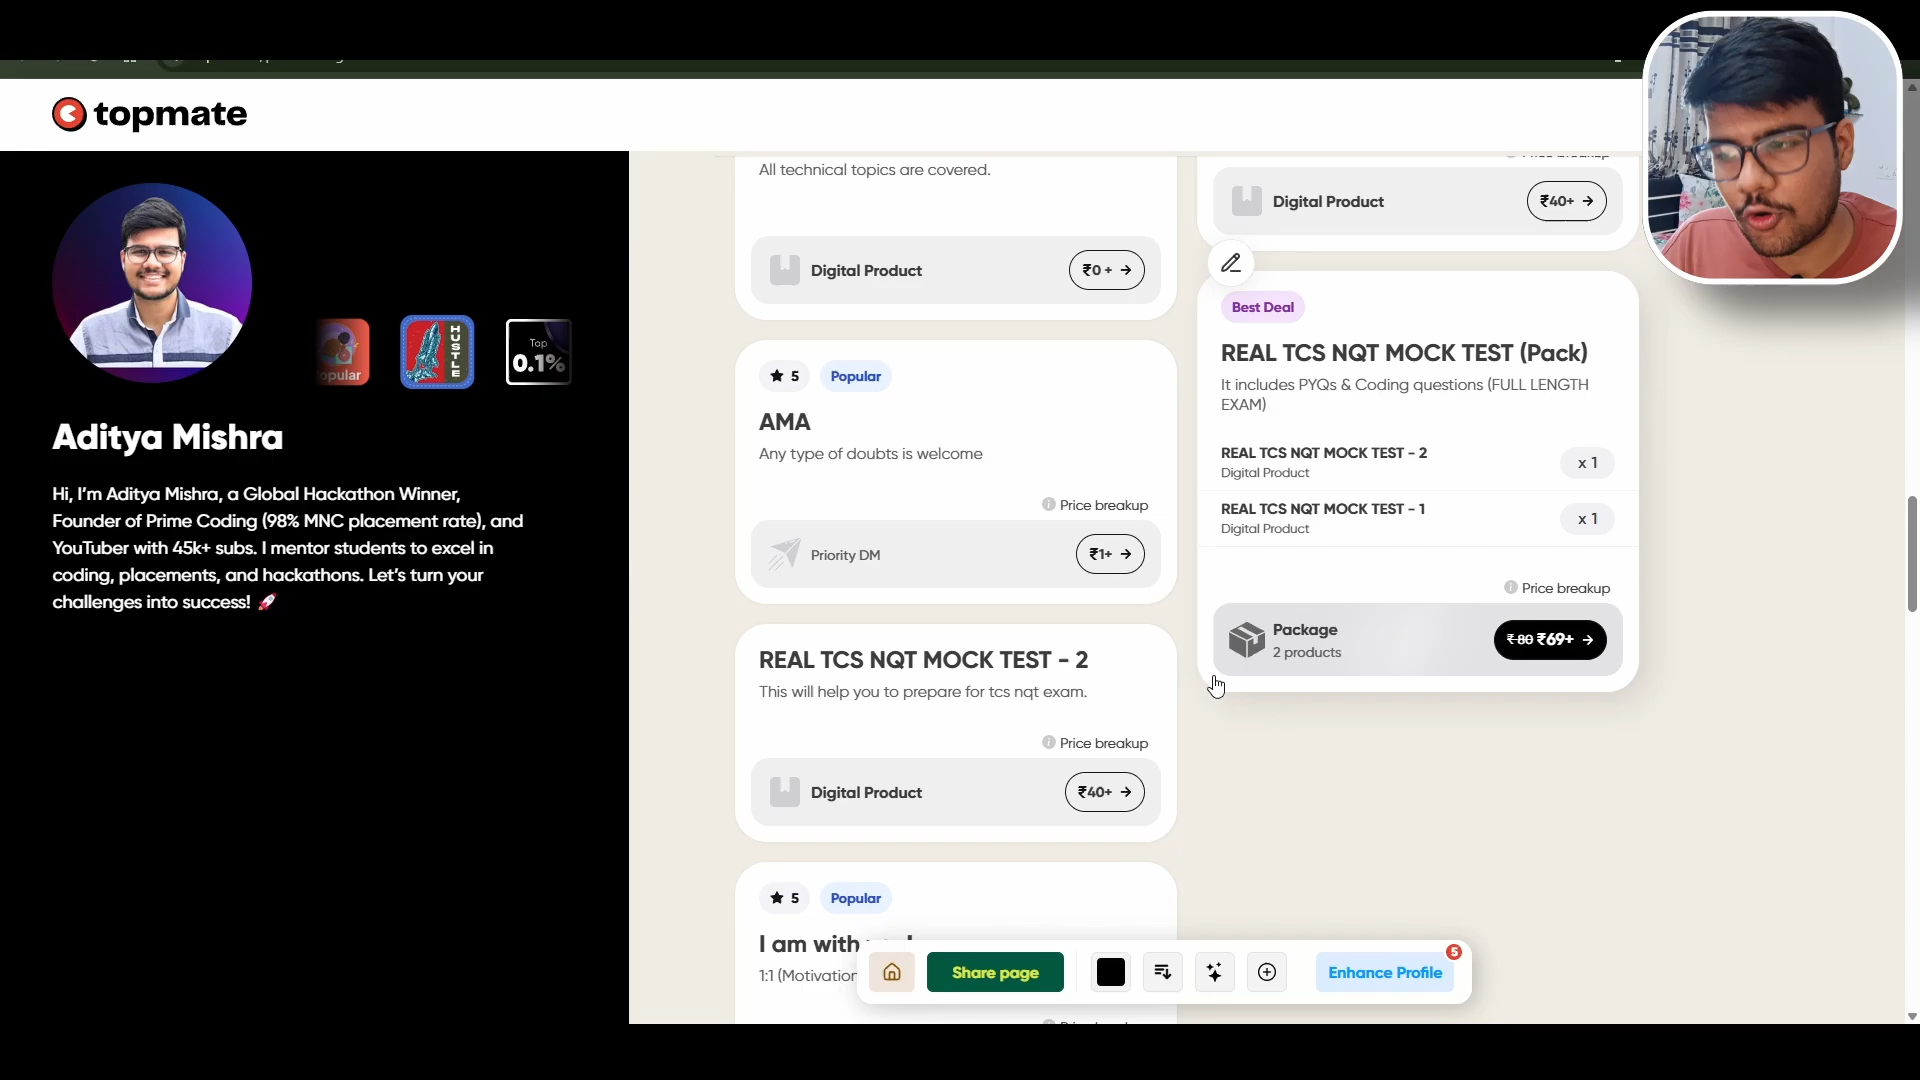 topmate
Top
0.1%
HUSTLE
Aditya Mishra
Hi, I'm Aditya Mishra, a Global Hackathon Winner,
Founder of Prime Coding (98% MNC placement rate), and
YouTuber with 45k+ subs. I mentor students to excel in
coding, placements, and hackathons. Let's turn your
challenges into success! 🚀
All technical topics are covered.
Digital Product
₹0 + →
★ 5 Popular
AMA
Any type of doubts is welcome
Price breakup
Priority DM
₹1+ →
REAL TCS NQT MOCK TEST - 2
This will help you to prepare for tcs nqt exam.
Price breakup
Digital Product
₹40+ →
★ 5 Popular
I am with
1:1 (Motivation
Digital Product
₹40+ →
Best Deal
REAL TCS NQT MOCK TEST (Pack)
It includes PYQs & Coding questions (FULL LENGTH
EXAM)
REAL TCS NQT MOCK TEST - 2
Digital Product
x 1
REAL TCS NQT MOCK TEST - 1
Digital Product
x 1
Price breakup
Package
2 products
₹80 ₹69+ →
Share page
Enhance Profile
5